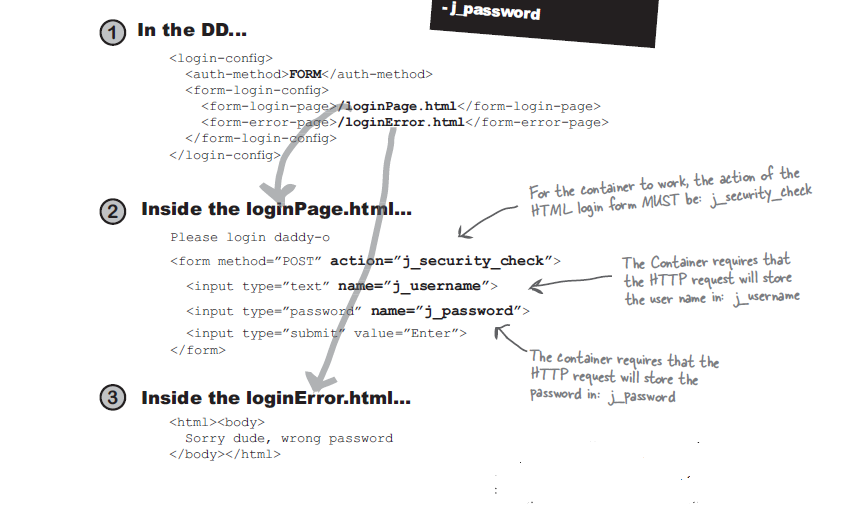 - j_password
1 In the DD...
<login-config>
<auth-method>FORM</auth-method>
<form-login-config>
<form-login-page>/loginPage.html</form-login-page>
<form-error-page>/loginError.html</form-error-page>
</form-login-config>
</login-config>
2 Inside the loginPage.html...
For the container to work, the action of the
HTML login form MUST be: j_security_check
Please login daddy-o
<form method=”POST” action=”j_security_check”>
<input type=”text” name=”j_username”>
<input type=”password” name=”j_password”>
<input type=”submit” value=”Enter”>
</form>
The Container requires that
the HTTP request will store
the user name in: j_username
The container requires that the
HTTP request will store the
password in: j_password
3 Inside the loginError.html...
<html><body>
Sorry dude, wrong password
</body></html>